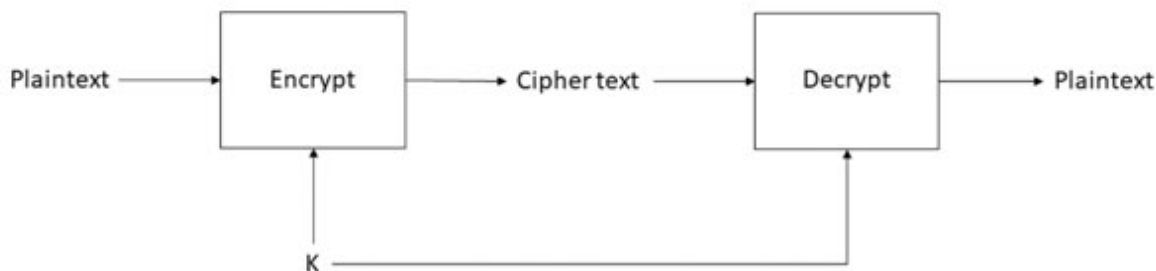 Plaintext
Encrypt
Cipher text
Decrypt
Plaintext
K